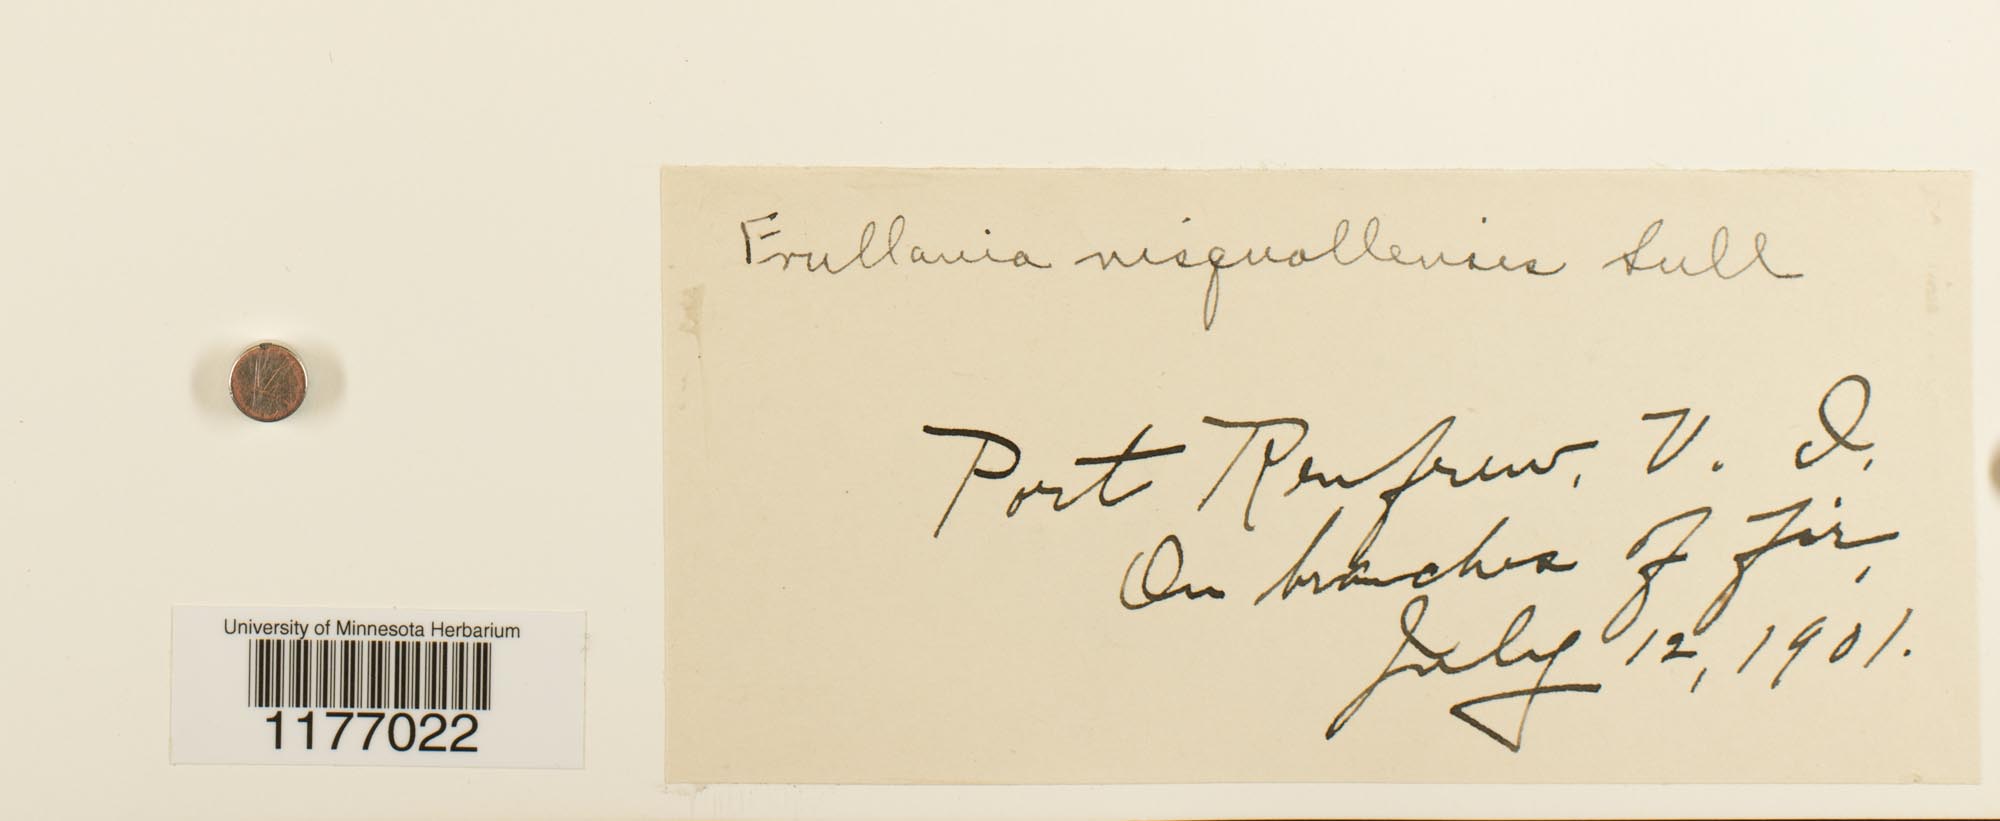 Frullania nisquallensis Sull
Port Renfrew, V. I.
On branches of fir,
July 12, 1901.
University of Minnesota Herbarium
1177022